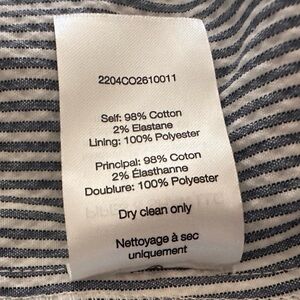 2204CO2610011
Self: 98% Cotton
2% Elastane
Lining: 100% Polyester
Principal: 98% Coton
2% Élasthanne
Doublure: 100% Polyester
Dry clean only
Nettoyage à sec
uniquement